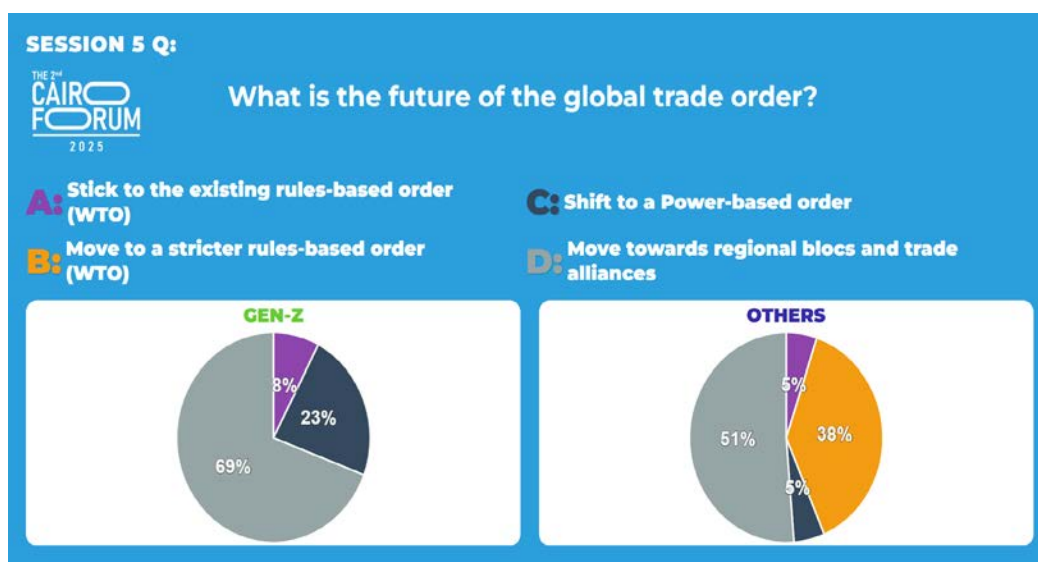 SESSION 5 Q:
THE 2nd
CAIRO
FORUM
2025
What is the future of the global trade order?
A: Stick to the existing rules-based order
(WTO)
B: Move to a stricter rules-based order
(WTO)
C: Shift to a Power-based order
D: Move towards regional blocs and trade
alliances
GEN-Z
8%
23%
69%
OTHERS
5%
38%
51%
5%